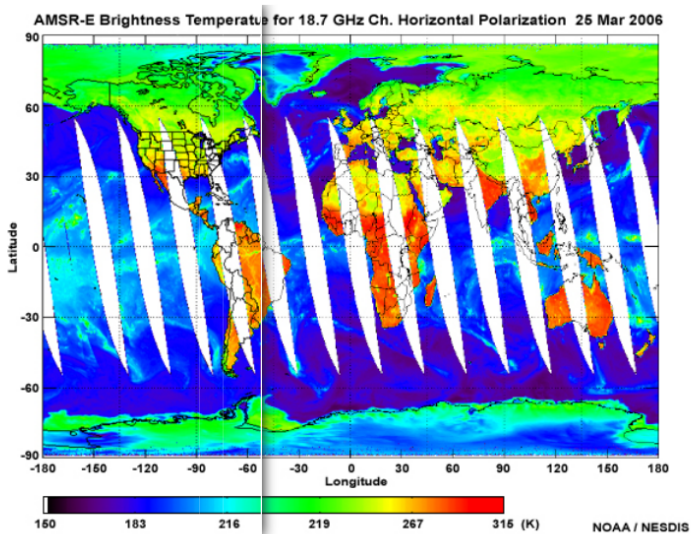 AMSR-E Brightness Temperatue for 18.7 GHz Ch. Horizontal Polarization 25 Mar 2006
90
60
30
0
-30
-60
-90
Latitude
-180 -150 -120 -90 -60 -30 0 30 60 90 120 150 180
Longitude
150 183 216 219 267 315 (K)
NOAA / NESDIS